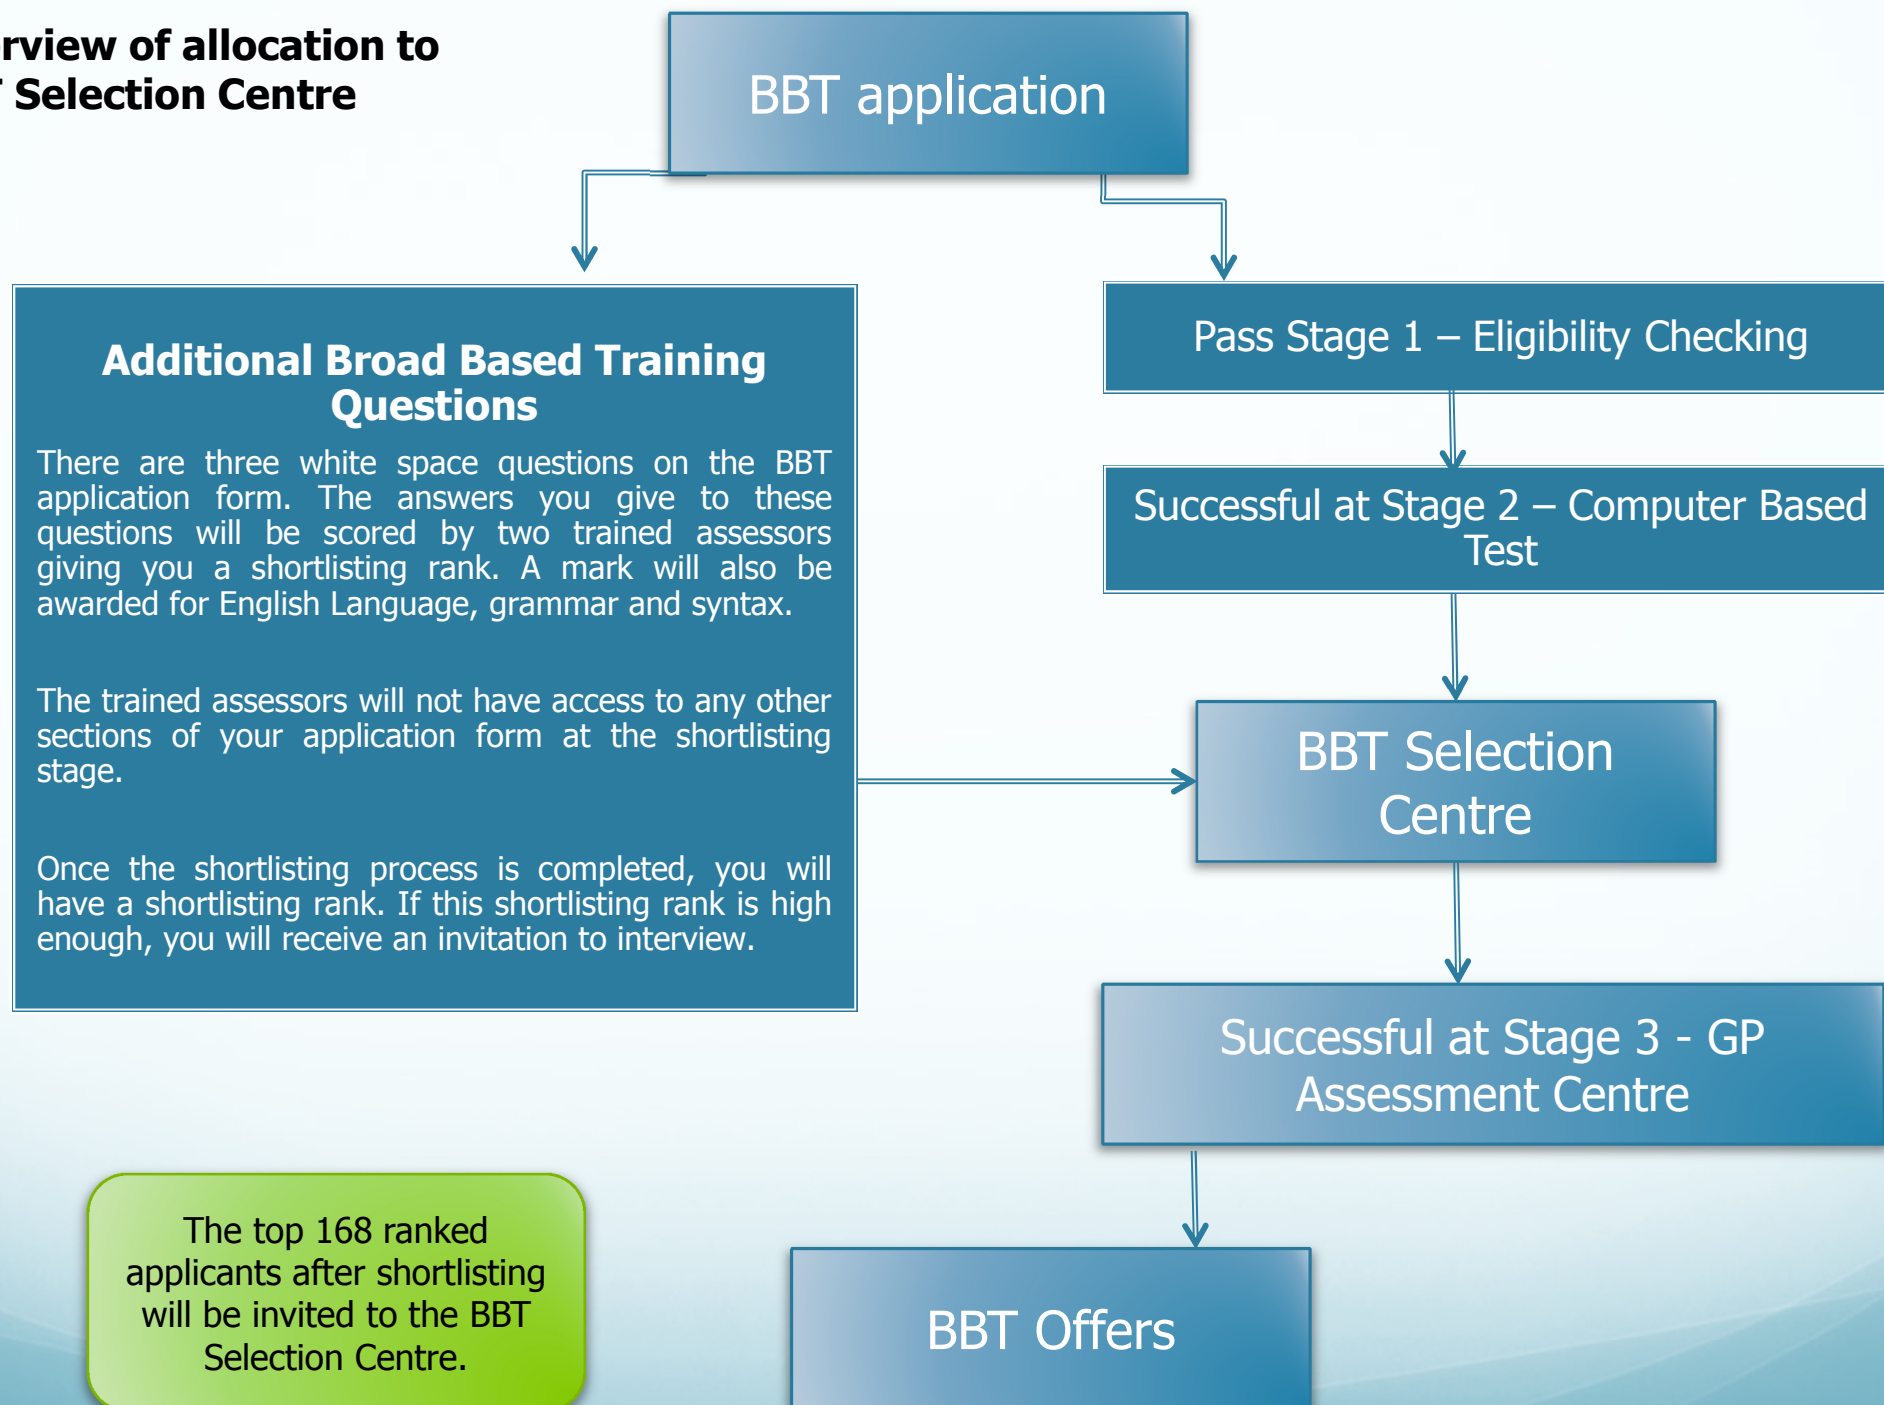 rview of allocation to
Selection Centre
BBT application
Additional Broad Based Training
Questions
There are three white space questions on the BBT
application form. The answers you give to these
questions will be scored by two trained assessors
giving you a shortlisting rank. A mark will also be
awarded for English Language, grammar and syntax.
The trained assessors will not have access to any other
sections of your application form at the shortlisting
stage.
Once the shortlisting process is completed, you will
have a shortlisting rank. If this shortlisting rank is high
enough, you will receive an invitation to interview.
Pass Stage 1 – Eligibility Checking
Successful at Stage 2 – Computer Based
Test
BBT Selection
Centre
Successful at Stage 3 - GP
Assessment Centre
The top 168 ranked
applicants after shortlisting
will be invited to the BBT
Selection Centre.
BBT Offers